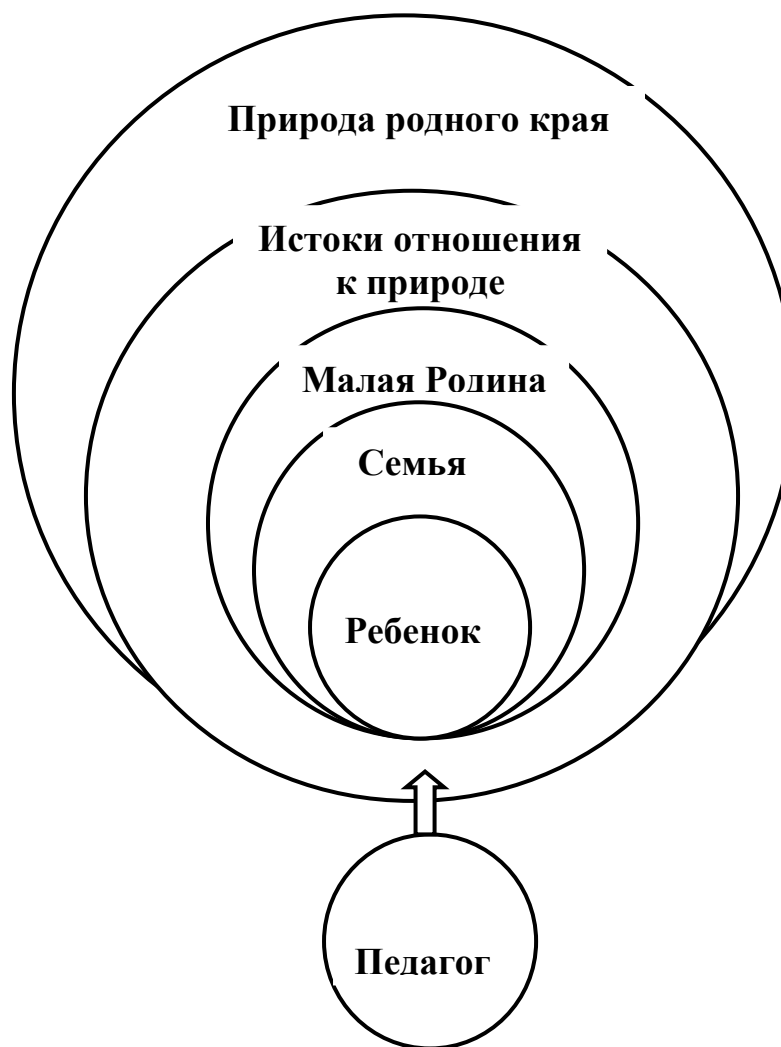 Природа родного края
Истоки отношения
к природе
Малая Родина
Семья
Ребенок
Педагог